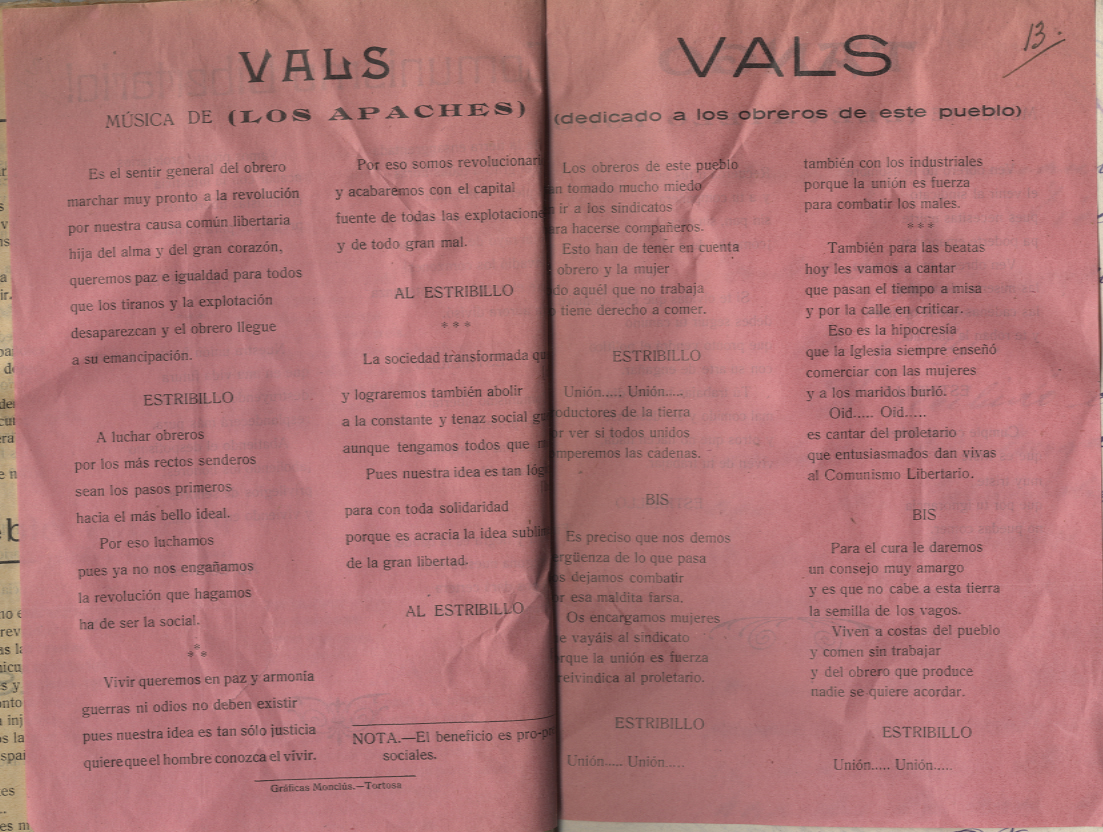 VALS
MÚSICA DE (LOS APACHES)
Es el sentir general del obrero
marchar muy pronto a la revolución
por nuestra causa común libertaria
hija del alma y del gran corazón,
queremos paz e igualdad para todos
que los tiranos y la explotación
desaparezcan y el obrero llegue
a su emancipación.
ESTRIBILLO
A luchar obreros
por los más rectos senderos
sean los pasos primeros
hacia el más bello ideal.
Por eso luchamos
pues ya no nos engañamos
la revolución que hagamos
ha de ser la social.
***
Vivir queremos en paz y armonia
guerras ni odios no deben existir
pues nuestra idea es tan sólo justicia
quiere que el hombre conozca el vivir.
Por eso somos revolucionari
y acabaremos con el capital
fuente de todas las explotacione
y de todo gran mal.
AL ESTRIBILLO
***
La sociedad transformada qu
y lograremos también abolir
a la constante y tenaz social gu
aunque tengamos todos que
Pues nuestra idea es tan lóg
para con toda solidaridad
porque es acracia la idea sublim
de la gran libertad.
AL ESTRIBILLO
NOTA.—El beneficio es pro-p
sociales.
Gráficas Monclús.—Tortosa
VALS
13.
(dedicado a los obreros de este pueblo)
Los obreros de este pueblo
n tomado mucho miedo
ir a los sindicatos
ra hacerse compañeros.
Esto han de tener en cuenta
obrero y la mujer
do aquél que no trabaja
tiene derecho a comer.
ESTRIBILLO
Unión..... Unión.....
oductores de la tierra
r ver si todos unidos
mperemos las cadenas.
BIS
Es preciso que nos demos
ergüenza de lo que pasa
s dejamos combatir
r esa maldita farsa.
Os encargamos mujeres
e vayáis al sindicato
rque la unión es fuerza
reivindica al proletario.
ESTRIBILLO
Unión..... Unión.....
también con los industriales
porque la unión es fuerza
para combatir los males.
***
También para las beatas
hoy les vamos a cantar
que pasan el tiempo a misa
y por la calle en criticar.
Eso es la hipocresía
que la Iglesia siempre enseñó
comerciar con las mujeres
y a los maridos burló.
Oid..... Oid.....
es cantar del proletario
que entusiasmados dan vivas
al Comunismo Libertario.
BIS
Para el cura le daremos
un consejo muy amargo
y es que no cabe a esta tierra
la semilla de los vagos.
Viven a costas del pueblo
y comen sin trabajar
y del obrero que produce
nadie se quiere acordar.
ESTRIBILLO
Unión..... Unión.....